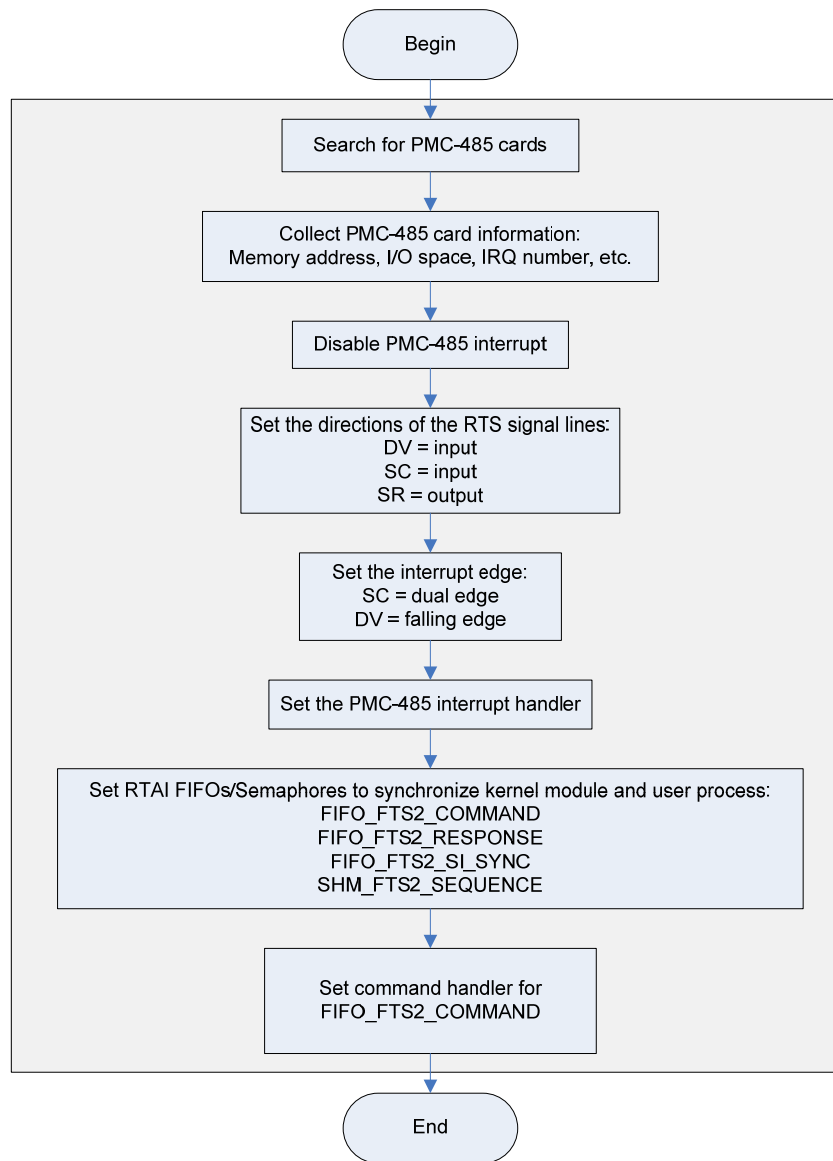 Begin
Search for PMC-485 cards
Collect PMC-485 card information:
Memory address, I/O space, IRQ number, etc.
Disable PMC-485 interrupt
Set the directions of the RTS signal lines:
DV = input
SC = input
SR = output
Set the interrupt edge:
SC = dual edge
DV = falling edge
Set the PMC-485 interrupt handler
Set RTAI FIFOs/Semaphores to synchronize kernel module and user process:
FIFO_FTS2_COMMAND
FIFO_FTS2_RESPONSE
FIFO_FTS2_SI_SYNC
SHM_FTS2_SEQUENCE
Set command handler for
FIFO_FTS2_COMMAND
End